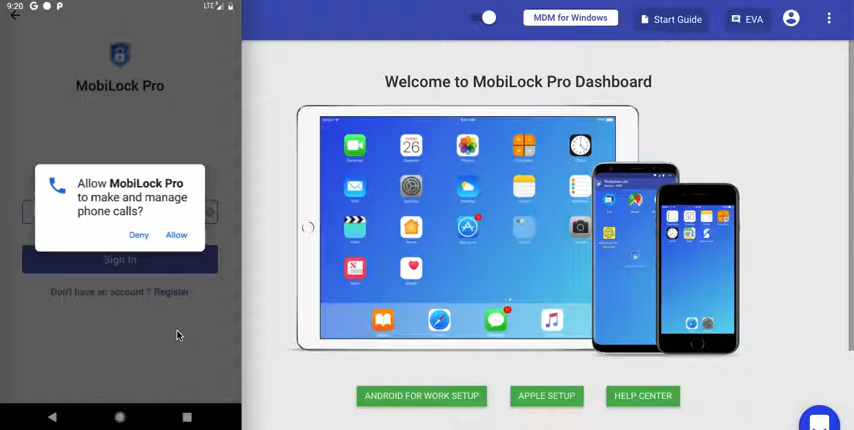 9:20
LTE
MobiLock Pro
Allow MobiLock Pro
to make and manage
phone calls?
Deny Allow
Sign In
Don't have an account ? Register
MDM for Windows
Start Guide
EVA
Welcome to MobiLock Pro Dashboard
26
ANDROID FOR WORK SETUP
APPLE SETUP
HELP CENTER